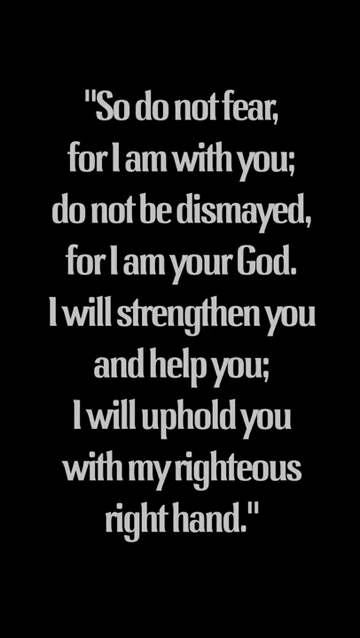 "So do not fear,
for I am with you;
do not be dismayed,
for I am your God.
I will strengthen you
and help you;
I will uphold you
with my righteous
right hand."